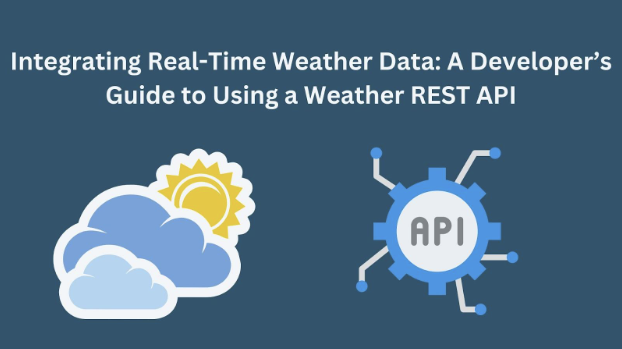 Integrating Real-Time Weather Data: A Developer’s
Guide to Using a Weather REST API
API